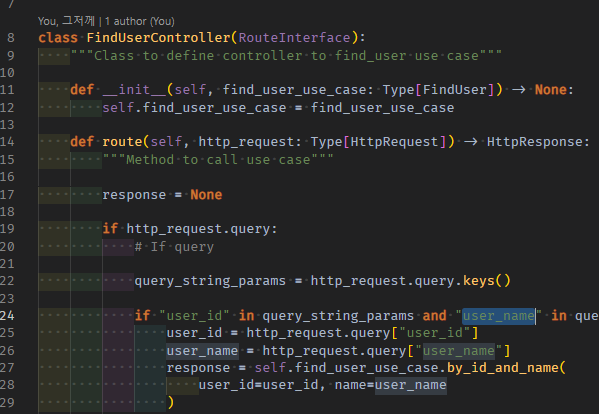 7
You, 그저께 | 1 author (You)
8 class FindUserController(RouteInterface):
9     """Class to define controller to find_user use case"""
10
11     def __init__(self, find_user_use_case: Type[FindUser]) -> None:
12         self.find_user_use_case = find_user_use_case
13
14     def route(self, http_request: Type[HttpRequest]) -> HttpResponse:
15         """Method to call use case"""
16
17         response = None
18
19         if http_request.query:
20             # If query
21
22             query_string_params = http_request.query.keys()
23
24             if "user_id" in query_string_params and "user_name" in que
25                 user_id = http_request.query["user_id"]
26                 user_name = http_request.query["user_name"]
27                 response = self.find_user_use_case.by_id_and_name(
28                     user_id=user_id, name=user_name
29                 )